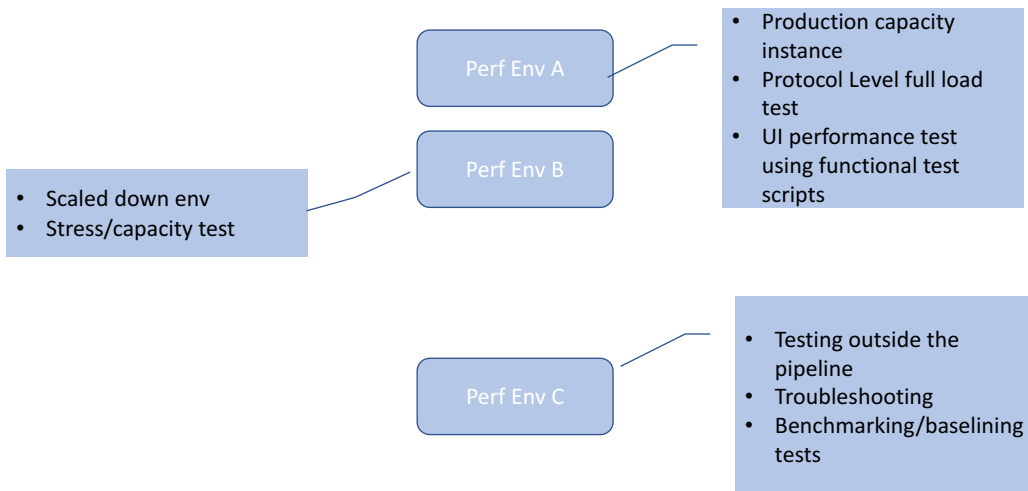 Perf Env A
• Production capacity
instance
• Protocol Level full load
test
• UI performance test
using functional test
scripts
Perf Env B
• Scaled down env
• Stress/capacity test
Perf Env C
• Testing outside the
pipeline
• Troubleshooting
• Benchmarking/baselining
tests